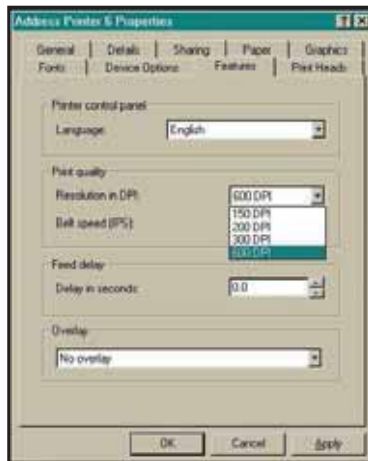 Address Printer 6 Properties
General Details Sharing Paper Graphics
Fonts Device Options Features Print Heads
Printer control panel
Language: English
Print quality
Resolution in DPI: 600 DPI
150 DPI
200 DPI
Belt speed (IPS): 300 DPI
600 DPI
Feed delay
Delay in seconds: 0.0
Overlay
No overlay
OK Cancel Apply